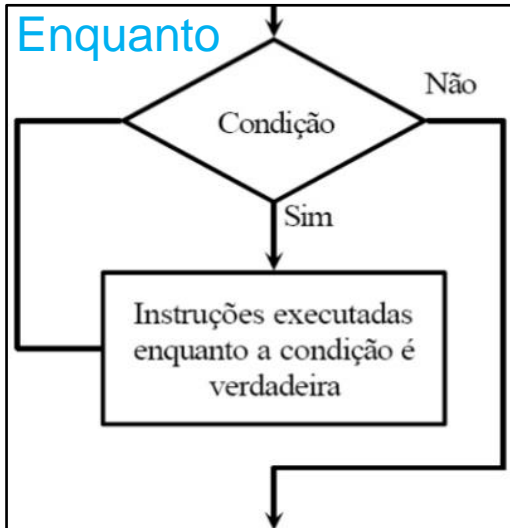 Enquanto
Não
Condição
Sim
Instruções executadas
enquanto a condição é
verdadeira